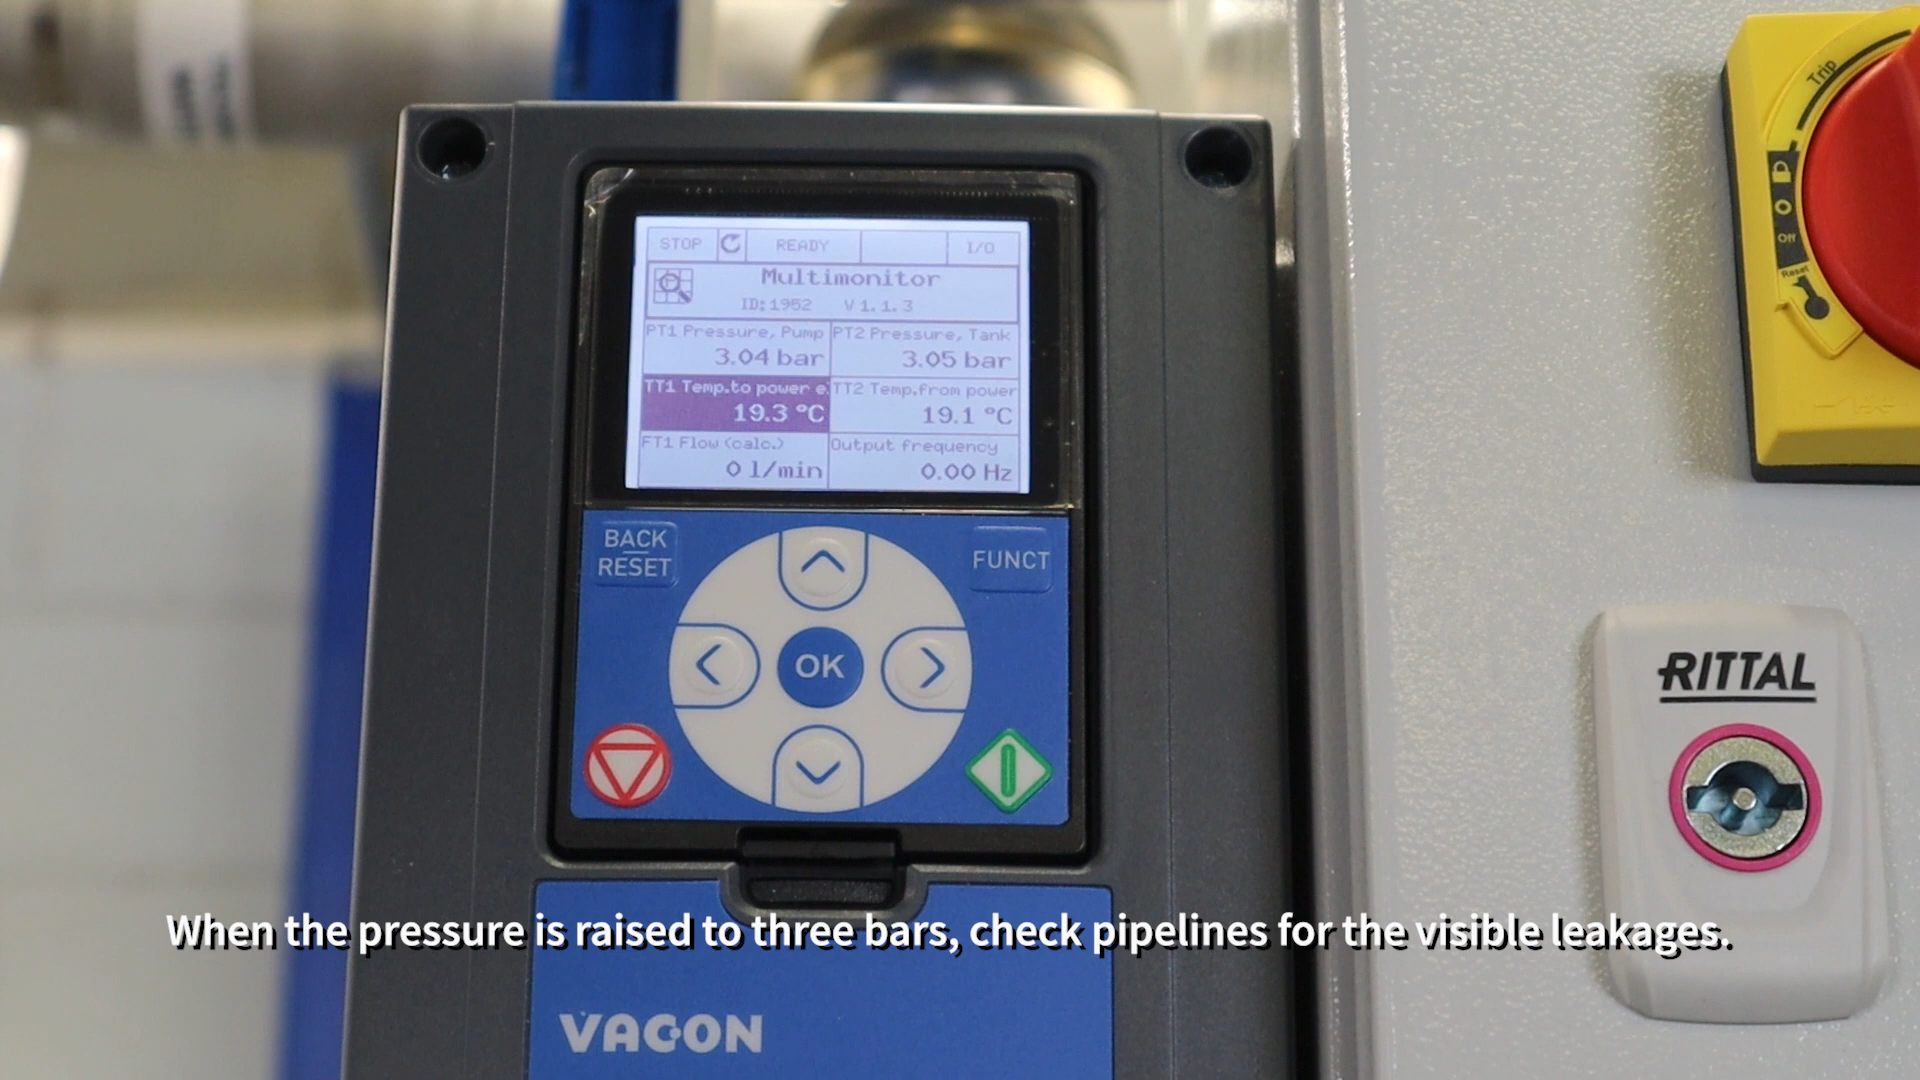 STOP READY I/O
Multimonitor
ID:1952 V1.1.3
PT1 Pressure, Pump PT2 Pressure, Tank
3.04 bar 3.05 bar
TT1 Temp.to power e. TT2 Temp.from power
19.3 °C 19.1 °C
FT1 Flow (calc.) Output frequency
0 l/min 0.00 Hz
BACK
RESET
FUNCT
OK
Trip
O
Off
Reset
RITTAL
When the pressure is raised to three bars, check pipelines for the visible leakages.
VACON